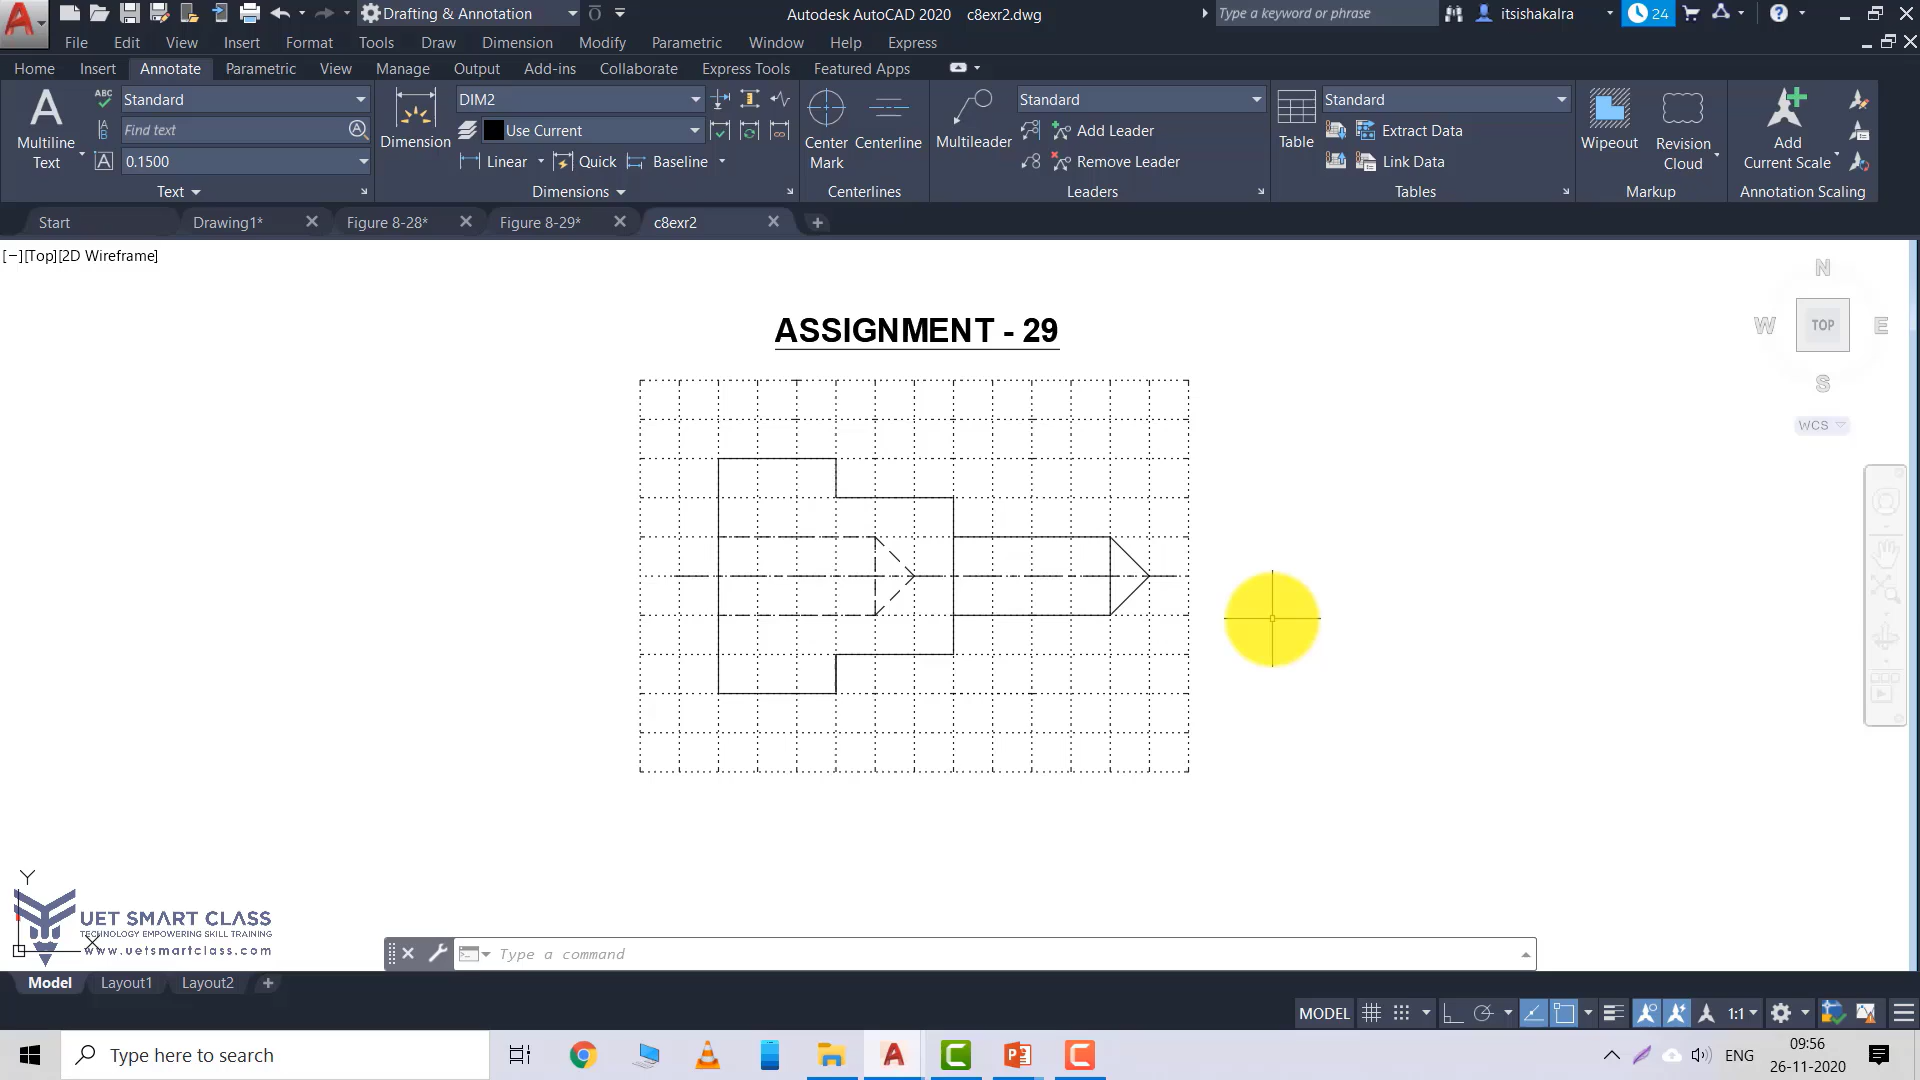 Drafting & Annotation
Autodesk AutoCAD 2020 c8exr2.dwg
Type a keyword or phrase
itsishakalra
24
File Edit View Insert Format Tools Draw Dimension Modify Parametric Window Help Express
Home Insert Annotate Parametric View Manage Output Add-ins Collaborate Express Tools Featured Apps
Multiline
Text
ABC
Standard
Find text
0.1500
Text
Dimension
DIM2
Use Current
Linear Quick Baseline
Dimensions
Center
Mark
Centerline
Centerlines
Multileader
Standard
Add Leader
Remove Leader
Leaders
Table
Standard
Extract Data
Link Data
Tables
Wipeout
Revision
Cloud
Markup
Add
Current Scale
Annotation Scaling
Start Drawing1* Figure 8-28* Figure 8-29* c8exr2
[−][Top][2D Wireframe]
N
W TOP E
S
WCS
ASSIGNMENT - 29
Y
X
UET SMART CLASS
TECHNOLOGY EMPOWERING SKILL TRAINING
www.uetsmartclass.com
Type a command
Model Layout1 Layout2
MODEL 1:1
Type here to search
ENG
09:56
26-11-2020